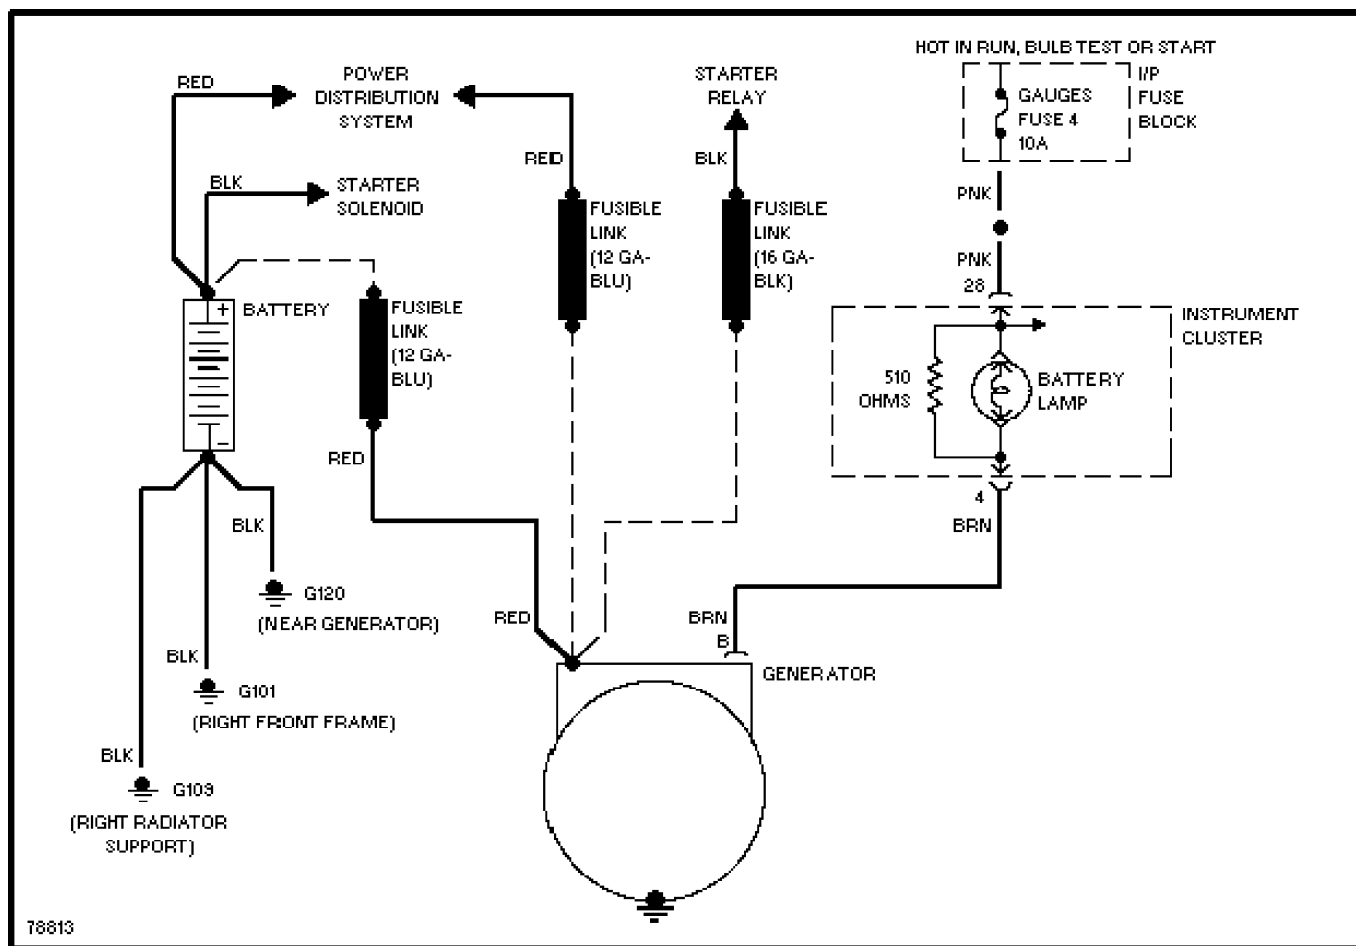 HOT IN RUN, BULB TEST OR START
RED
POWER
DISTRIBUTION
SYSTEM
STARTER
RELAY
GAUGES
FUSE 4
10A
I/P
FUSE
BLOCK
RED
BLK
BLK
STARTER
SOLENOID
PNK
FUSIBLE
LINK
(12 GA-
BLU)
FUSIBLE
LINK
(16 GA-
BLK)
PNK
28
+
BATTERY
-
FUSIBLE
LINK
(12 GA-
BLU)
INSTRUMENT
CLUSTER
510
OHMS
BATTERY
LAMP
RED
4
BRN
BLK
G120
(NEAR GENERATOR)
RED
BRN
B
BLK
G101
(RIGHT FRONT FRAME)
GENERATOR
BLK
G109
(RIGHT RADIATOR
SUPPORT)
78813